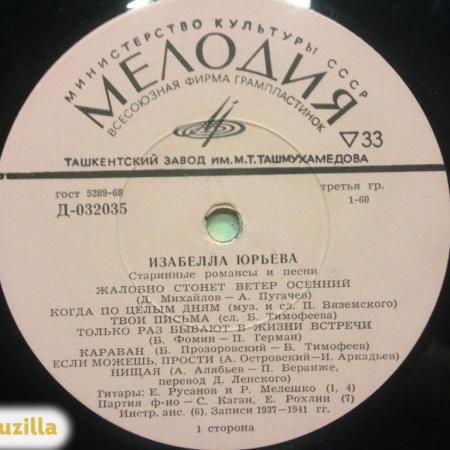 МИНИСТЕРСТВО КУЛЬТУРЫ СССР
МЕЛОДИЯ
ВСЕСОЮЗНАЯ ФИРМА ГРАМПЛАСТИНОК
▽33
ТАШКЕНТСКИЙ ЗАВОД ИМ. М.Т. ТАШМУХАМЕДОВА
гост 5289-68
третья гр.
Д-032035
1-60
ИЗАБЕЛЛА ЮРЬЕВА
Старинные романсы и песни
ЖАЛОБНО СТОНЕТ ВЕТЕР ОСЕННИЙ
(Д. Михайлов – А. Пугачев)
КОГДА ПО ЦЕЛЫМ ДНЯМ (муз. и сл. П. Вяземского)
ТВОИ ПИСЬМА (сл. Б. Тимофеева)
ТОЛЬКО РАЗ БЫВАЮТ В ЖИЗНИ ВСТРЕЧИ
(Б. Фомин – П. Герман)
КАРАВАН (Б. Прозоровский – Б. Тимофеев)
ЕСЛИ МОЖЕШЬ, ПРОСТИ (А. Островский—И. Аркадьев)
НИЩАЯ (А. Алябьев – П. Беранже,
перевод Д. Ленского)
Гитары: Е. Русанов и Р. Мелешко (1, 4)
Партия ф-но – С. Каган, Е. Рохлин (7)
Инстр. анс. (6). Записи 1937-1941 гг.
1 сторона
uzilla